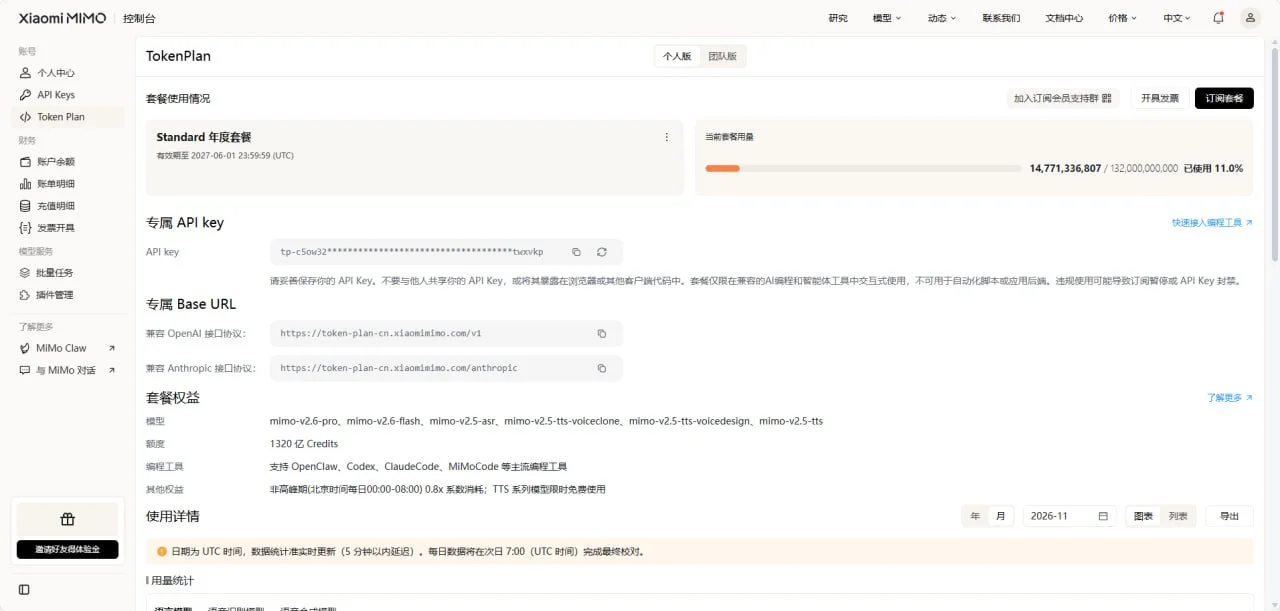 Xiaomi MIMO 控制台 研究 模型 动态 联系我们 文档中心 价格 中文
账号
个人中心
API Keys
Token Plan
财务
账户余额
账单明细
充值明细
发票开具
模型服务
批量任务
插件管理
了解更多
MiMo Claw
与 MiMo 对话
邀请好友得体验金
TokenPlan 个人版 团队版
套餐使用情况 加入订阅会员支持群 开具发票 订阅套餐
Standard 年度套餐
有效期至 2027-06-01 23:59:59 (UTC)
当前套餐用量
14,771,336,807 / 132,000,000,000 已使用 11.0%
专属 API key 快速接入编程工具
API key tp-c5ow32************************************twxvkp
请妥善保存你的 API Key。不要与他人共享你的 API Key，或将其暴露在浏览器或其他客户端代码中。套餐仅限在兼容的AI编程和智能体工具中交互式使用，不可用于自动化脚本或应用后端。违规使用可能导致订阅暂停或 API Key 封禁。
专属 Base URL
兼容 OpenAI 接口协议： https://token-plan-cn.xiaomimimo.com/v1
兼容 Anthropic 接口协议： https://token-plan-cn.xiaomimimo.com/anthropic
套餐权益 了解更多
模型 mimo-v2.6-pro、mimo-v2.6-flash、mimo-v2.5-asr、mimo-v2.5-tts-voiceclone、mimo-v2.5-tts-voicedesign、mimo-v2.5-tts
额度 1320 亿 Credits
编程工具 支持 OpenClaw、Codex、ClaudeCode、MiMoCode 等主流编程工具
其他权益 非高峰期(北京时间每日00:00-08:00) 0.8x 系数消耗；TTS 系列模型限时免费使用
使用详情 年 月 2026-11 图表 列表 导出
日期为 UTC 时间，数据统计准实时更新（5 分钟以内延迟）。每日数据将在次日 7:00（UTC 时间）完成最终校对。
用量统计
语言模型 语音识别模型 语音合成模型